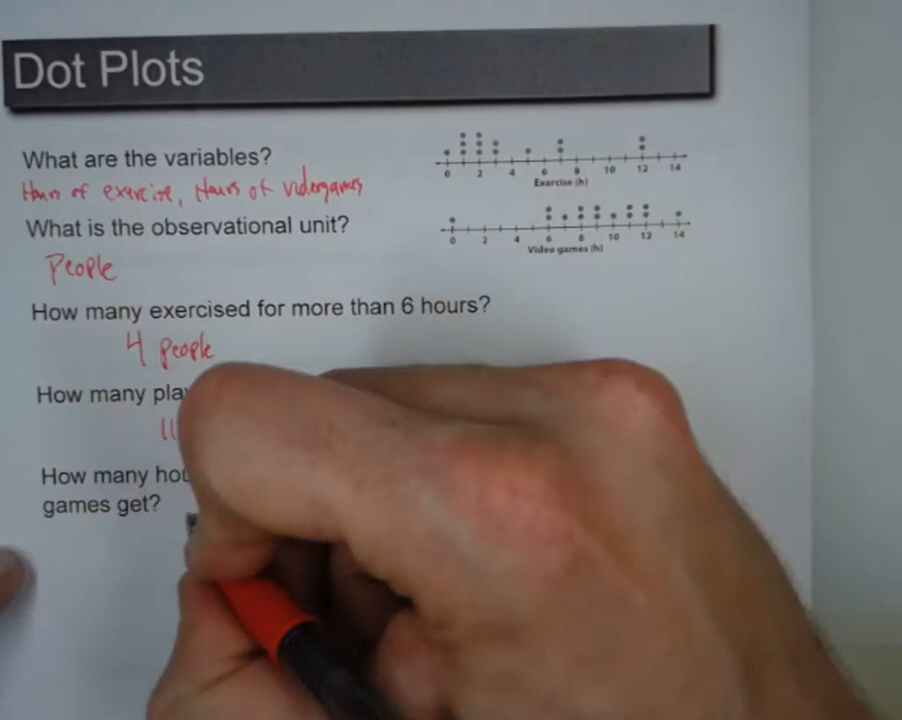 Dot Plots
What are the variables?
Hours of exercise, Hours of videogames
What is the observational unit?
People
How many exercised for more than 6 hours?
4 people
How many
11
How many
games get?
0 2 4 6 8 10 12 14
Exercise (h)
0 2 4 6 8 10 12 14
Video games (h)